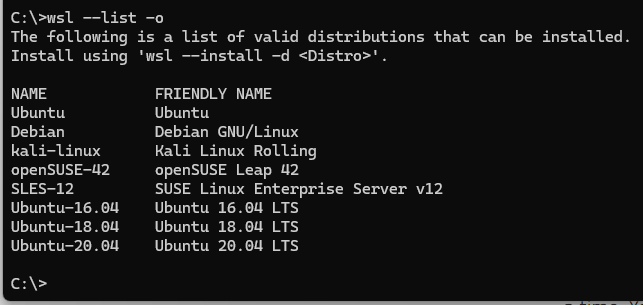 C:\>wsl --list -o
The following is a list of valid distributions that can be installed.
Install using 'wsl --install -d <Distro>'.
NAME FRIENDLY NAME
Ubuntu Ubuntu
Debian Debian GNU/Linux
kali-linux Kali Linux Rolling
openSUSE-42 openSUSE Leap 42
SLES-12 SUSE Linux Enterprise Server v12
Ubuntu-16.04 Ubuntu 16.04 LTS
Ubuntu-18.04 Ubuntu 18.04 LTS
Ubuntu-20.04 Ubuntu 20.04 LTS
C:\>